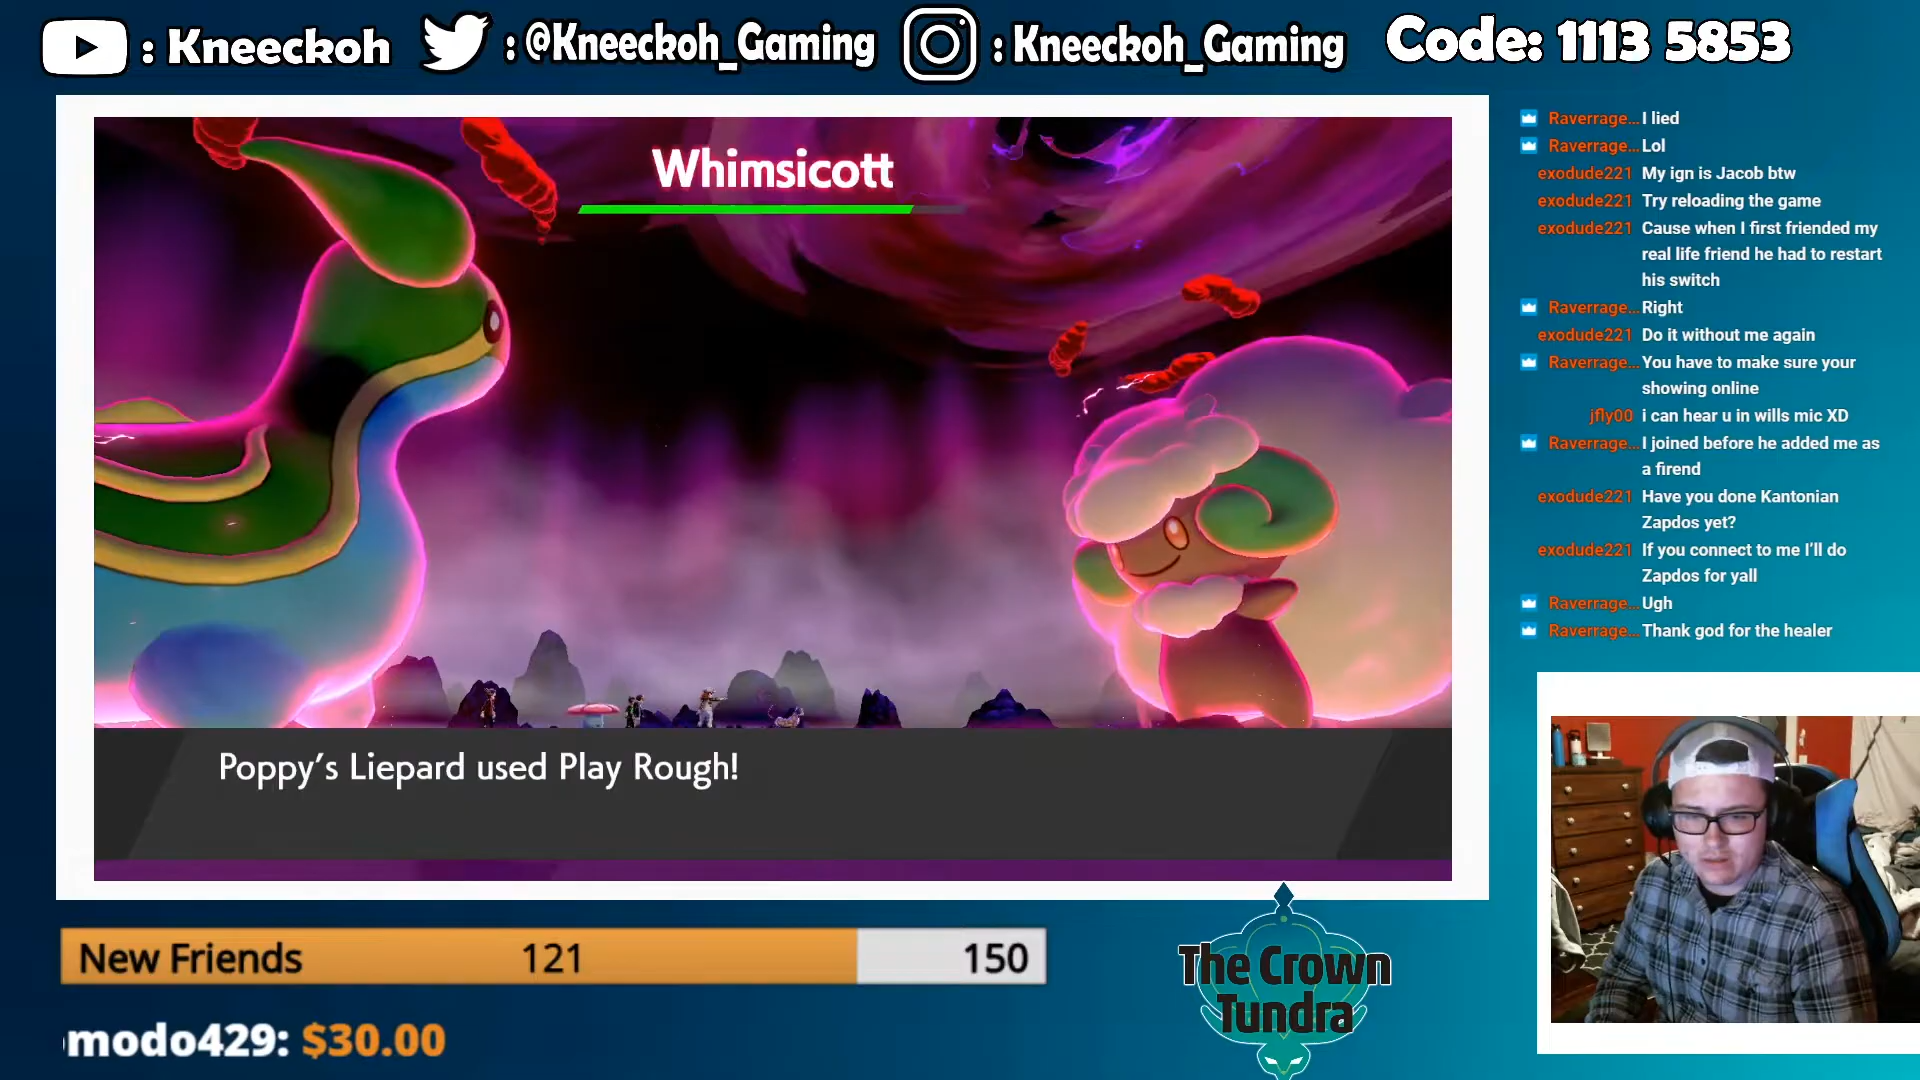 : Kneeckoh : @Kneeckoh_Gaming : Kneeckoh_Gaming Code: 1113 5853
Whimsicott
Poppy's Liepard used Play Rough!
Raverrage... I lied
Raverrage... Lol
exodude221 My ign is Jacob btw
exodude221 Try reloading the game
exodude221 Cause when I first friended my
real life friend he had to restart
his switch
Raverrage... Right
exodude221 Do it without me again
Raverrage... You have to make sure your
showing online
jfly00 i can hear u in wills mic XD
Raverrage... I joined before he added me as
a firend
exodude221 Have you done Kantonian
Zapdos yet?
exodude221 If you connect to me I'll do
Zapdos for yall
Raverrage... Ugh
Raverrage... Thank god for the healer
New Friends 121 150
modo429: $30.00
The Crown
Tundra